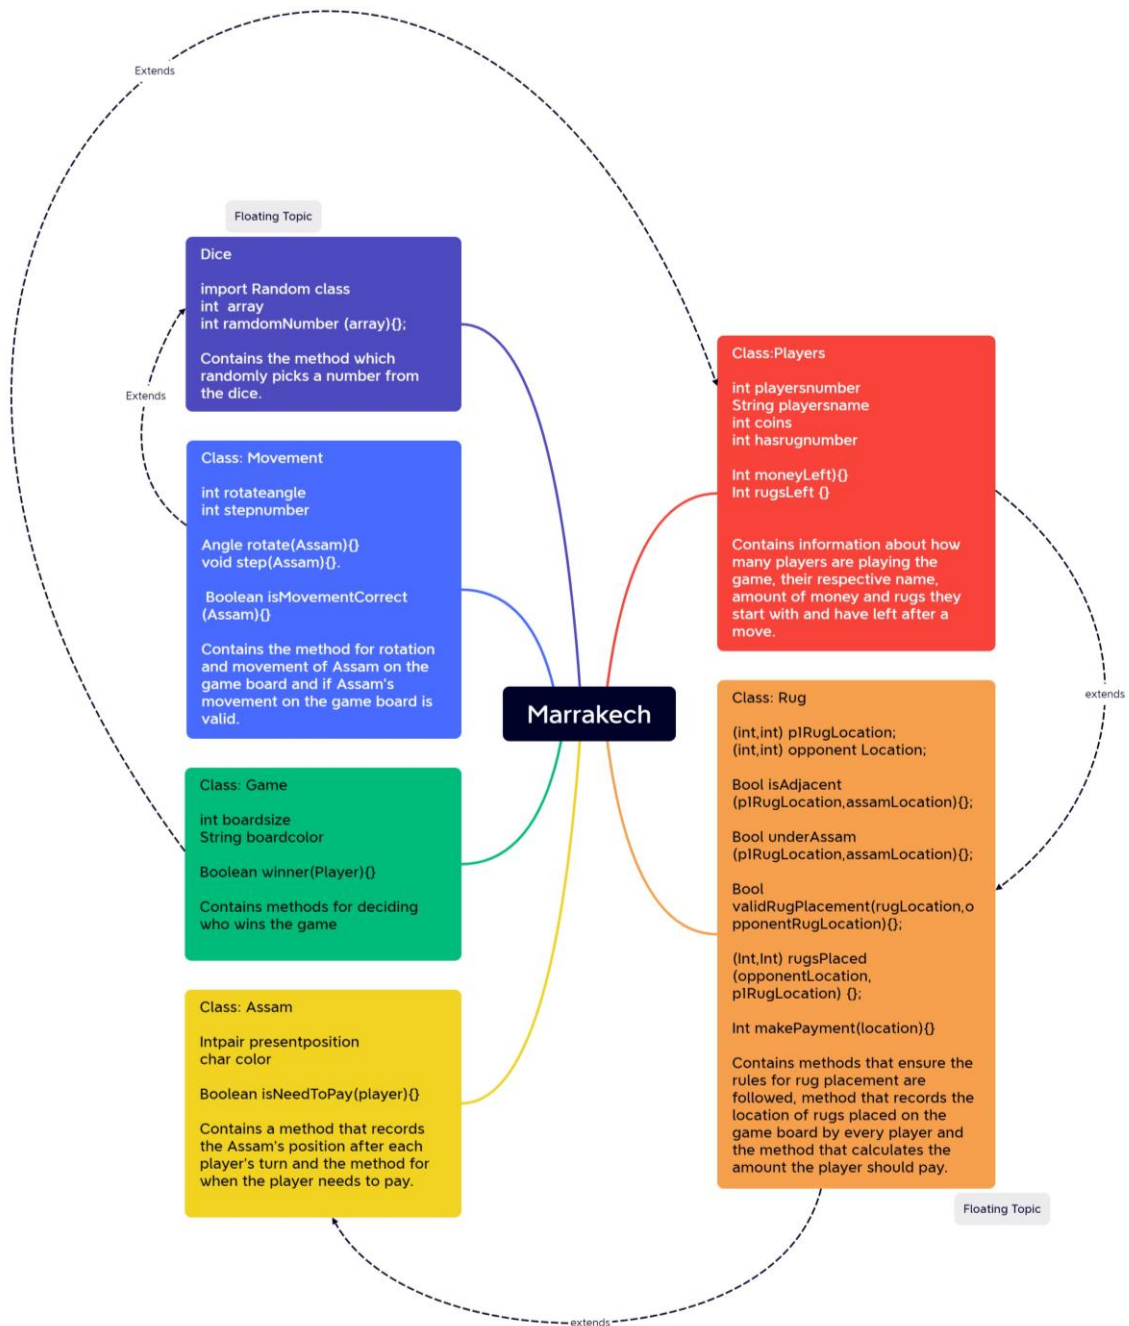 Extends
Floating Topic
Dice
import Random class
int  array
int ramdomNumber (array){};
Contains the method which
randomly picks a number from
the dice.
Extends
Class: Movement
int rotateangle
int stepnumber
Angle rotate(Assam){}
void step(Assam){}.
Boolean isMovementCorrect
(Assam){}
Contains the method for rotation
and movement of Assam on the
game board and if Assam's
movement on the game board is
valid.
Class: Game
int boardsize
String boardcolor
Boolean winner(Player){}
Contains methods for deciding
who wins the game
Class: Assam
Intpair presentposition
char color
Boolean isNeedToPay(player){}
Contains a method that records
the Assam's position after each
player's turn and the method for
when the player needs to pay.
Marrakech
Class:Players
int playersnumber
String playersname
int coins
int hasrugnumber
Int moneyLeft){}
Int rugsLeft {}
Contains information about how
many players are playing the
game, their respective name,
amount of money and rugs they
start with and have left after a
move.
extends
Class: Rug
(int,int) p1RugLocation;
(int,int) opponent Location;
Bool isAdjacent
(p1RugLocation,assamLocation){};
Bool underAssam
(p1RugLocation,assamLocation){};
Bool
validRugPlacement(rugLocation,o
pponentRugLocation){};
(Int,Int) rugsPlaced
(opponentLocation,
p1RugLocation) {};
Int makePayment(location){}
Contains methods that ensure the
rules for rug placement are
followed, method that records the
location of rugs placed on the
game board by every player and
the method that calculates the
amount the player should pay.
Floating Topic
extends